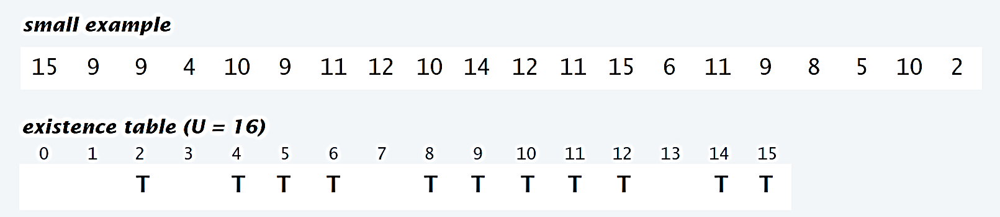 small example
15 9 9 4 10 9 11 12 10 14 12 11 15 6 11 9 8 5 10 2
existence table (U = 16)
0 1 2 3 4 5 6 7 8 9 10 11 12 13 14 15
T T T T T T T T T T T